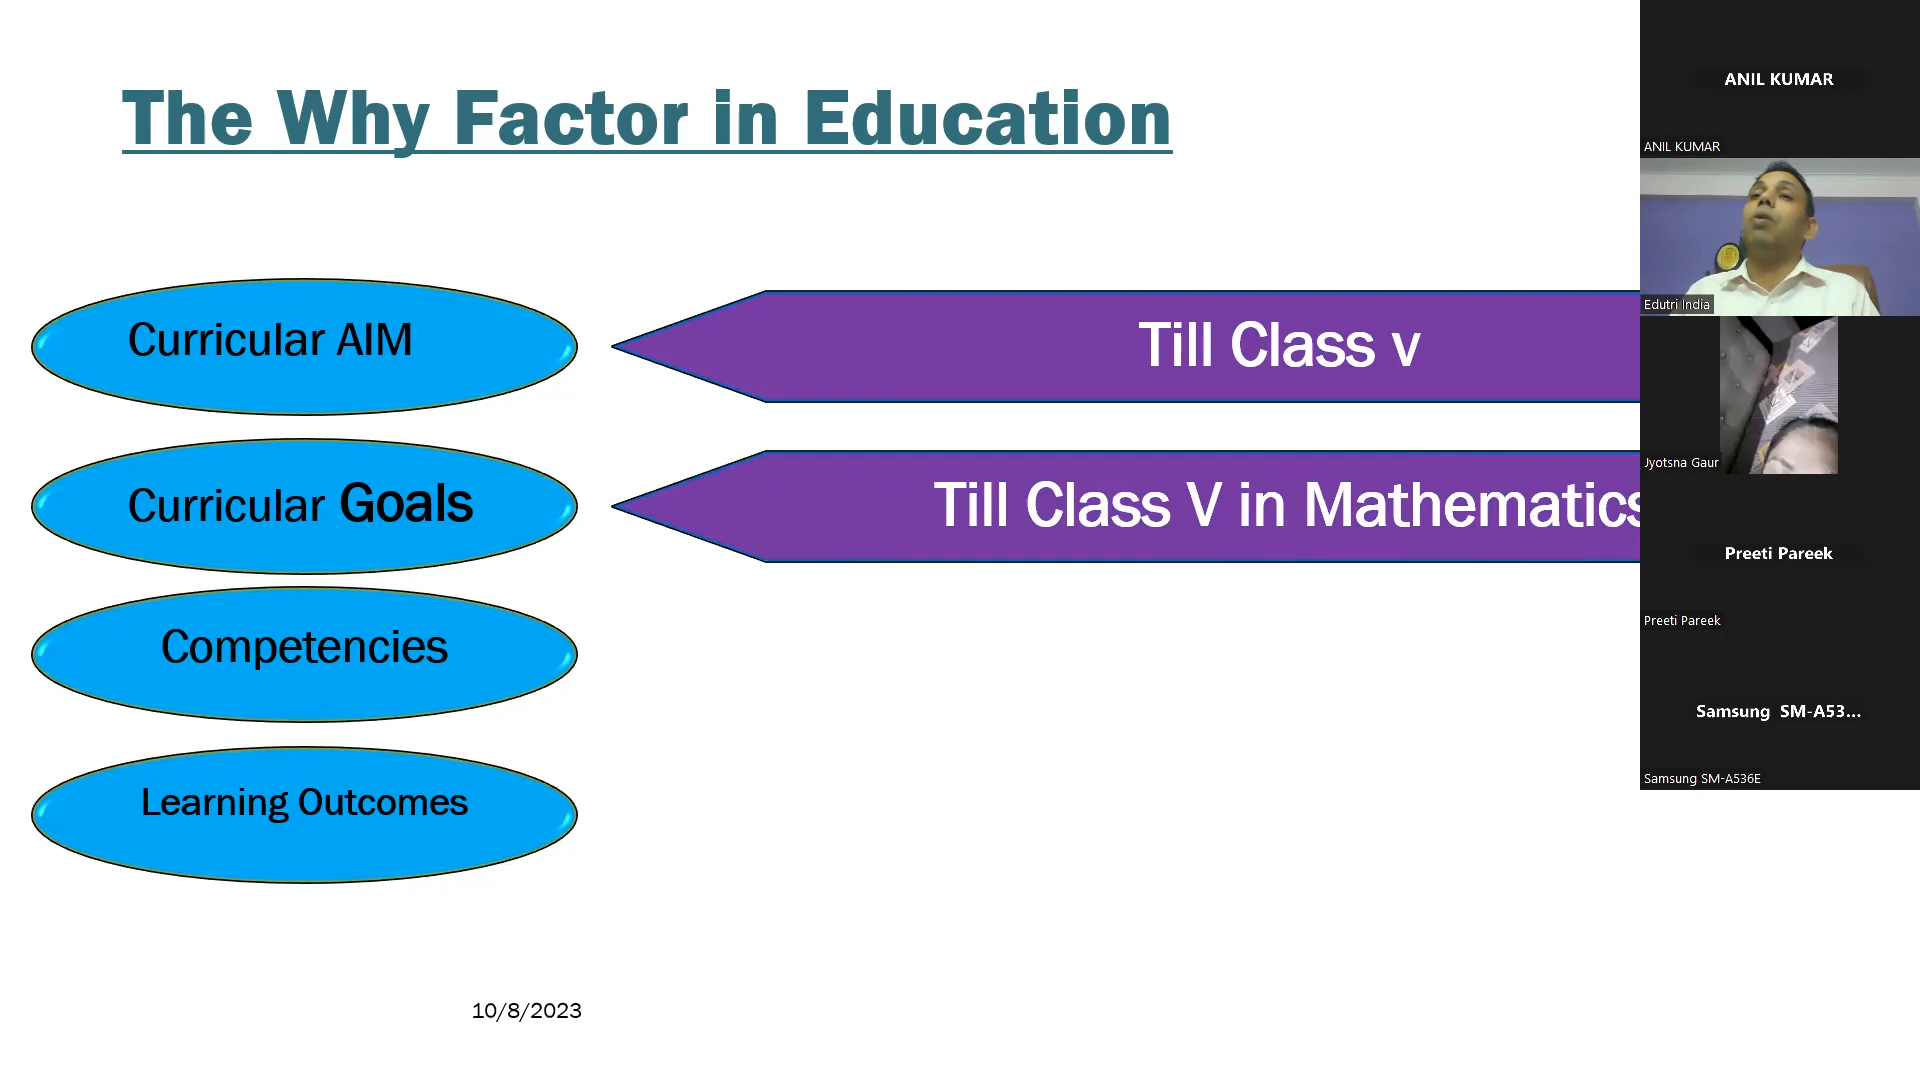 The Why Factor in Education
Curricular AIM
Till Class v
Curricular Goals
Till Class V in Mathematics
Competencies
Learning Outcomes
10/8/2023
ANIL KUMAR
ANIL KUMAR
Edutri India
Jyotsna Gaur
Preeti Pareek
Preeti Pareek
Samsung SM-A53...
Samsung SM-A536E